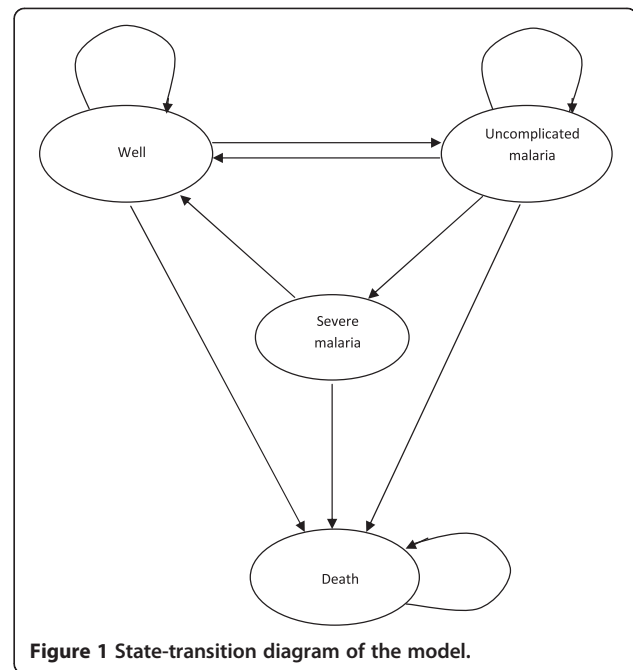 Well
Uncomplicated
malaria
Severe
malaria
Death
Figure 1 State-transition diagram of the model.